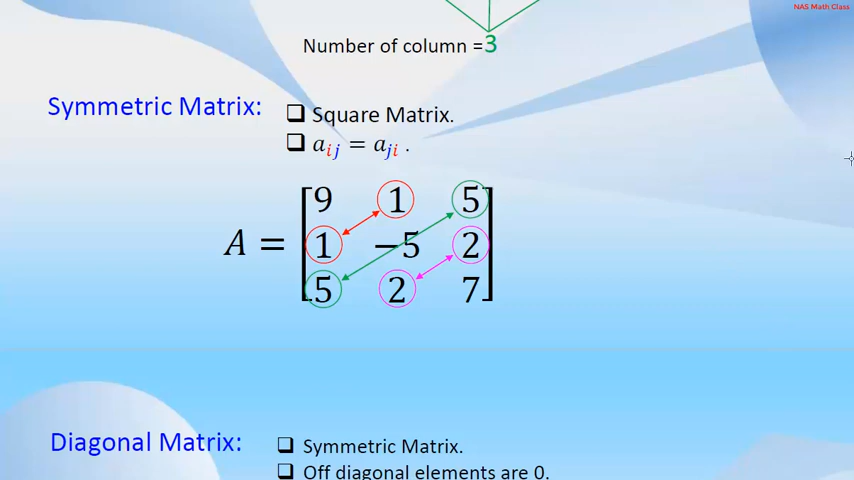 NAS Math Class
Number of column =3
Symmetric Matrix:
❑ Square Matrix.
❑ aᵢⱼ = aⱼᵢ .
A = [9 1 5
1 −5 2
5 2 7]
Diagonal Matrix:
❑ Symmetric Matrix.
❑ Off diagonal elements are 0.